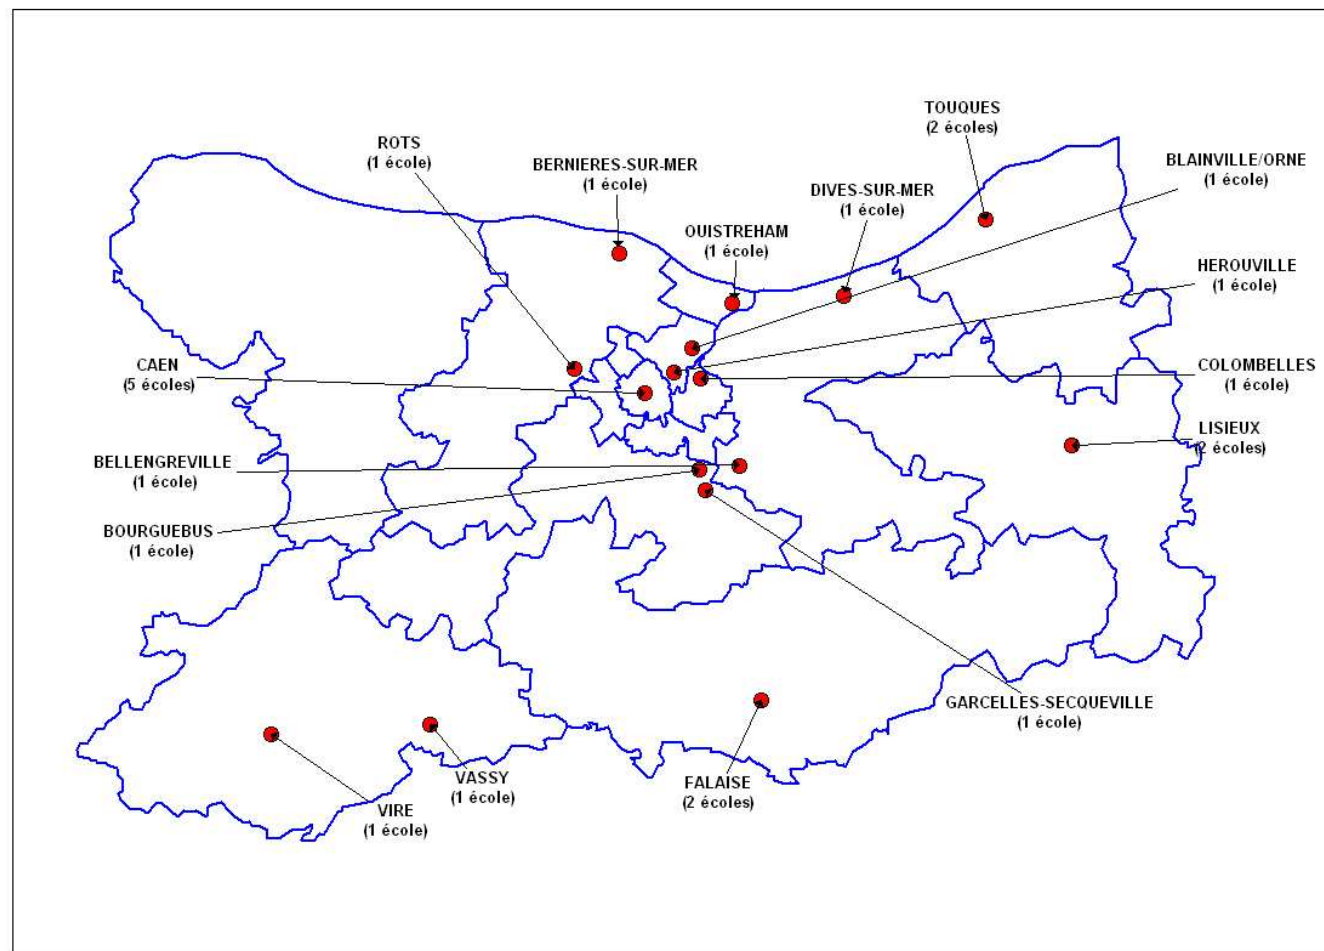 TOUQUES
(2 écoles)
ROTS
(1 école)
BERNIERES-SUR-MER
(1 école)
BLAINVILLE/ORNE
(1 école)
DIVES-SUR-MER
(1 école)
OUISTREHAM
(1 école)
HEROUVILLE
(1 école)
CAEN
(5 écoles)
COLOMBELLES
(1 école)
LISIEUX
(2 écoles)
BELLENGREVILLE
(1 école)
BOURGUEBUS
(1 école)
GARCELLES-SECQUEVILLE
(1 école)
VASSY
(1 école)
FALAISE
(2 écoles)
VIRE
(1 école)